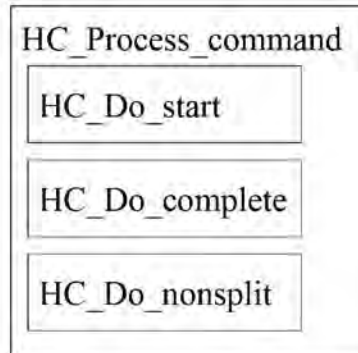 HC_Process_command
HC_Do_start
HC_Do_complete
HC_Do_nonsplit